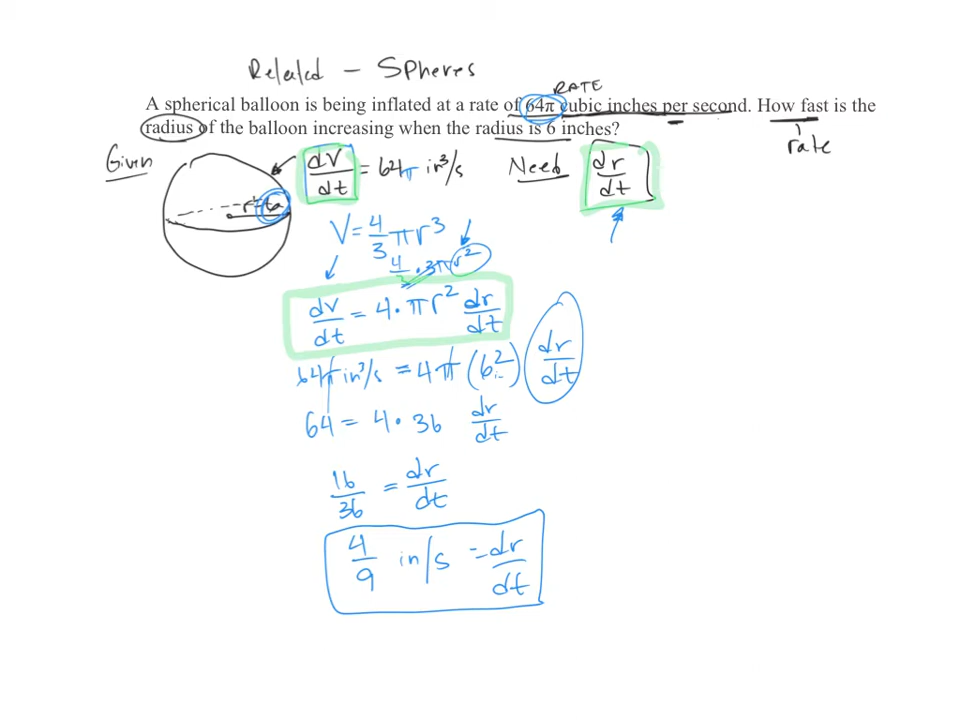 Related - Spheres
RATE
A spherical balloon is being inflated at a rate of 64π cubic inches per second. How fast is the
radius of the balloon increasing when the radius is 6 inches?
rate
Given
dV/dt = 64π in³/s
Need dr/dt
V = 4/3 πr³
4/3 · 3πr²
dV/dt = 4 · πr² dr/dt
64π in³/s = 4π (6²) dr/dt
64 = 4 · 36 dr/dt
16/36 = dr/dt
4/9 in/s = dr/dt